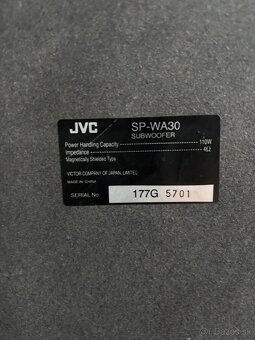 JVC SP-WA30
SUBWOOFER
Power Handling Capacity 110W
Impedance 4Ω
Magnetically Shielded Type
VICTOR COMPANY OF JAPAN, LIMITED
MADE IN CHINA
SERIAL No. 177G 5701